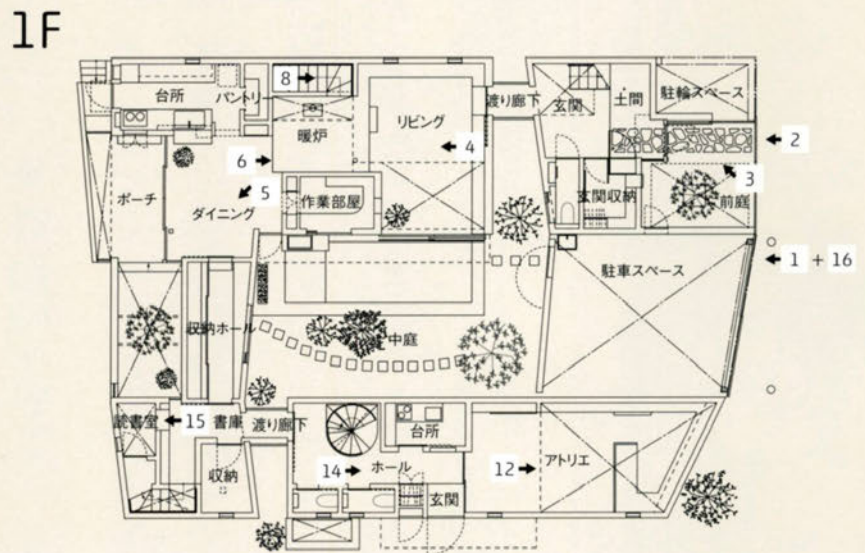 1F
台所
パントリー
8
暖炉
リビング
渡り廊下
玄関
土間
駐輪スペース
2
6
4
3
5
作業部屋
玄関収納
前庭
ポーチ
ダイニング
駐車スペース
1 + 16
収納ホール
中庭
読書室
15
書庫
渡り廊下
台所
収納
14
ホール
12
アトリエ
玄関